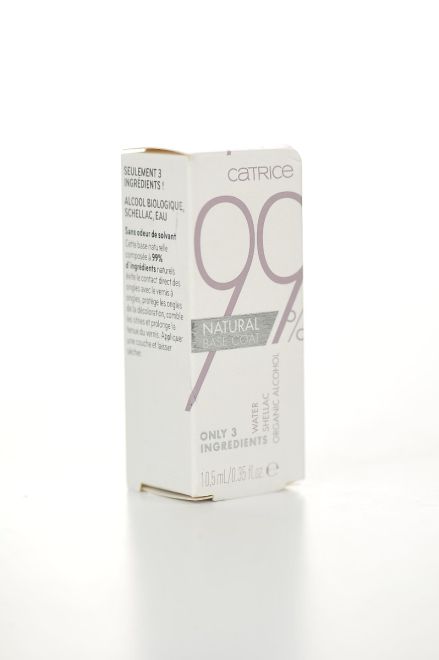 SEULEMENT 3
INGRÉDIENTS !
ALCOOL BIOLOGIQUE,
SCHELLAC, EAU
Sans odeur de solvant
Cette base naturelle
composée à 99%
d'ingrédients naturels
évite le contact direct des
ongles avec le vernis à
ongles, protège les ongles
de la décoloration, comble
les stries et prolonge la
tenue du vernis. Appliquer
une couche et laisser
sécher.
CATRICE
99%
NATURAL
BASE COAT
WATER
SHELLAC
ORGANIC ALCOHOL
ONLY 3
INGREDIENTS
10,5 mL/0.35 fl.oz. e